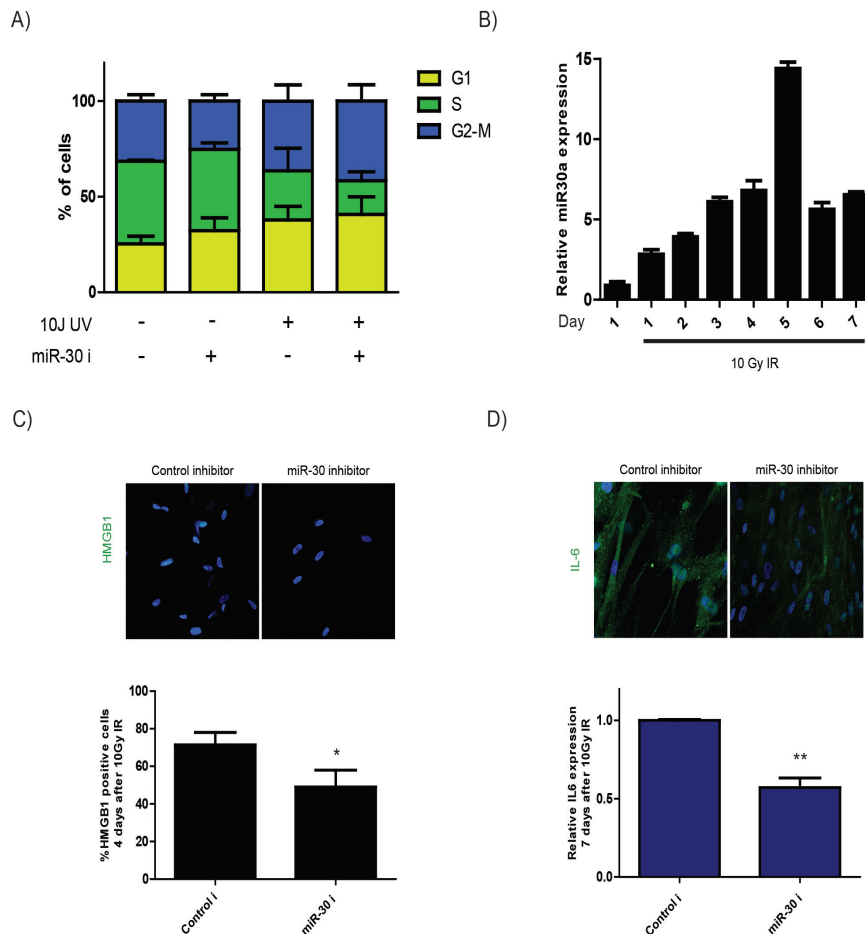 A)
% of cells
100
50
0
G1
S
G2-M
10J UV - - + +
miR-30 i - + - +
B)
Relative miR30a expression
15
10
5
0
Day 1 1 2 3 4 5 6 7
10 Gy IR
C)
Control inhibitor miR-30 inhibitor
HMGB1
%HMGB1 positive cells
4 days after 10Gy IR
100
80
60
40
20
0
*
Control i miR-30 i
D)
Control inhibitor miR-30 inhibitor
IL-6
Relative IL6 expression
7 days after 10Gy IR
1.0
0.5
0.0
**
Control i miR-30 i